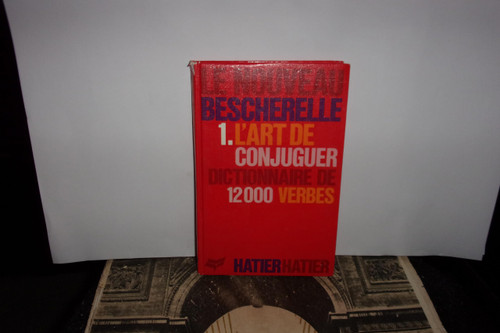 LE NOUVEAU
BESCHERELLE
1. L'ART DE
CONJUGUER
DICTIONNAIRE DE
12000 VERBES
HATIER HATIER